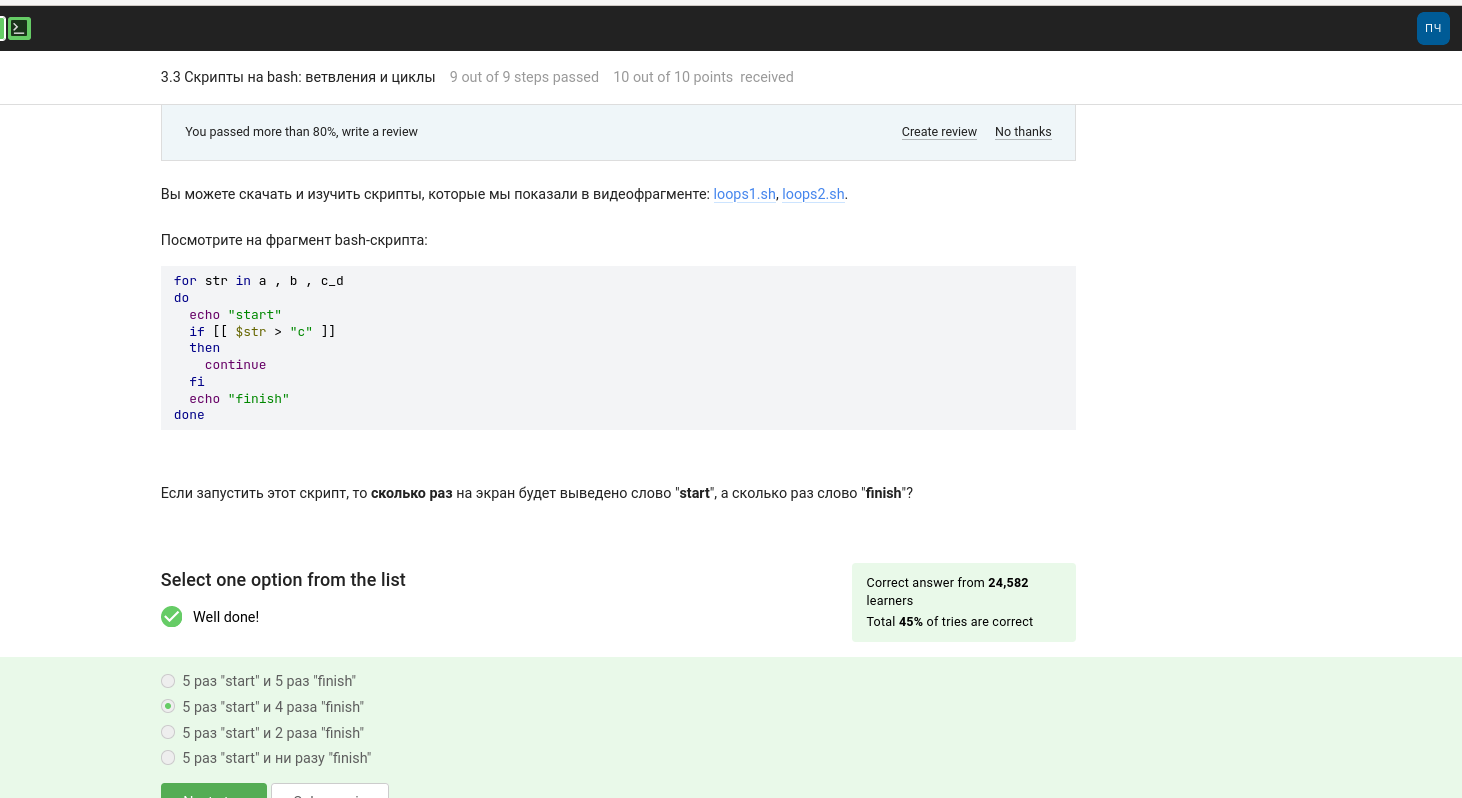 ПЧ
3.3 Скрипты на bash: ветвления и циклы 9 out of 9 steps passed 10 out of 10 points received
You passed more than 80%, write a review Create review No thanks
Вы можете скачать и изучить скрипты, которые мы показали в видеофрагменте: loops1.sh, loops2.sh.
Посмотрите на фрагмент bash-скрипта:
for str in a , b , c_d
do
  echo "start"
  if [[ $str > "c" ]]
  then
    continue
  fi
  echo "finish"
done
Если запустить этот скрипт, то сколько раз на экран будет выведено слово "start", а сколько раз слово "finish"?
Select one option from the list
Well done!
Correct answer from 24,582
learners
Total 45% of tries are correct
5 раз "start" и 5 раз "finish"
5 раз "start" и 4 раза "finish"
5 раз "start" и 2 раза "finish"
5 раз "start" и ни разу "finish"